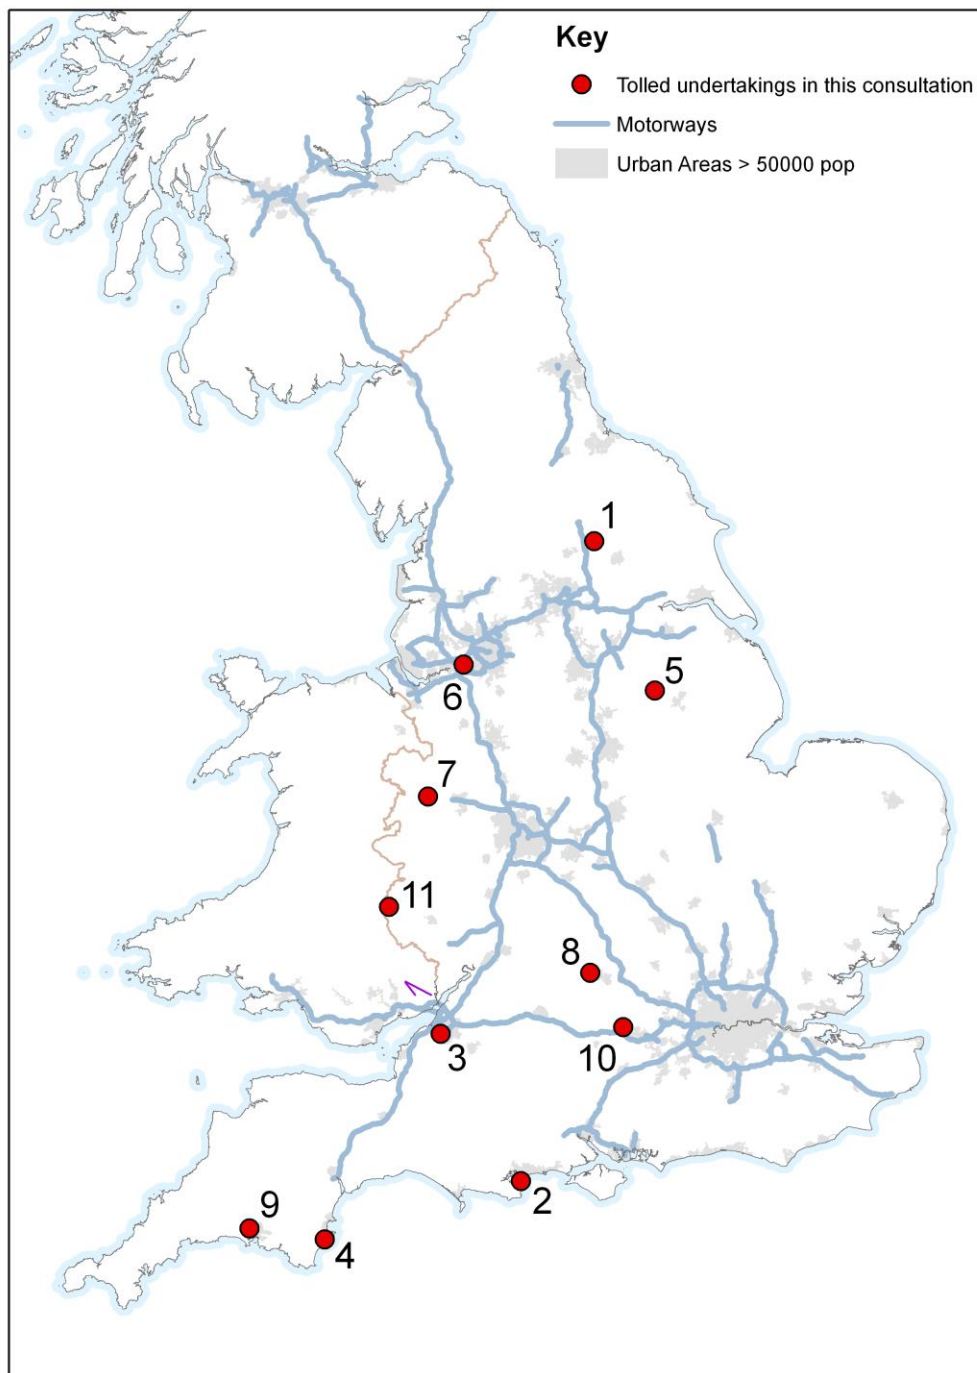 Key
Tolled undertakings in this consultation
Motorways
Urban Areas > 50000 pop
1
5
6
7
11
8
3
10
2
9
4